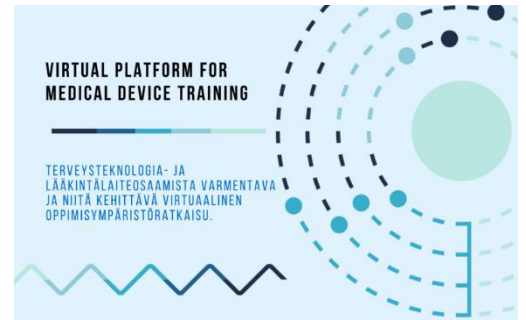 VIRTUAL PLATFORM FOR
MEDICAL DEVICE TRAINING
TERVEYSTEKNOLOGIA- JA
LÄÄKINTÄLAITEOSAAMISTA VARMENTAVA
JA NIITÄ KEHITTÄVÄ VIRTUAALINEN
OPPIMISYMPÄRISTÖRATKAISU.